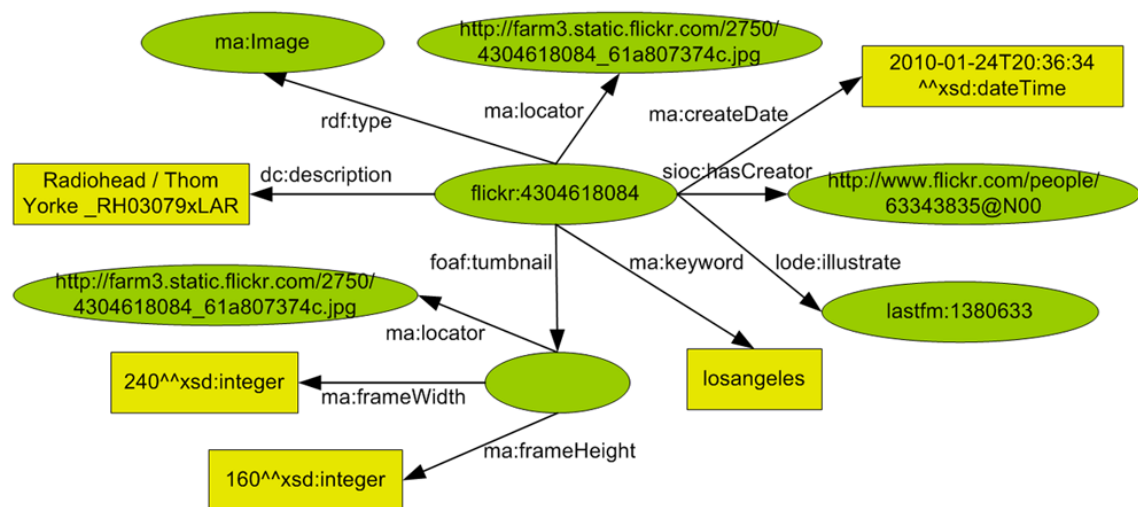 ma:Image
http://farm3.static.flickr.com/2750/
4304618084_61a807374c.jpg
2010-01-24T20:36:34
^^xsd:dateTime
rdf:type
ma:locator
ma:createDate
Radiohead / Thom
Yorke _RH03079xLAR
dc:description
flickr:4304618084
sioc:hasCreator
http://www.flickr.com/people/
63343835@N00
foaf:tumbnail
ma:keyword
lode:illustrate
http://farm3.static.flickr.com/2750/
4304618084_61a807374c.jpg
ma:locator
lastfm:1380633
240^^xsd:integer
ma:frameWidth
losangeles
ma:frameHeight
160^^xsd:integer